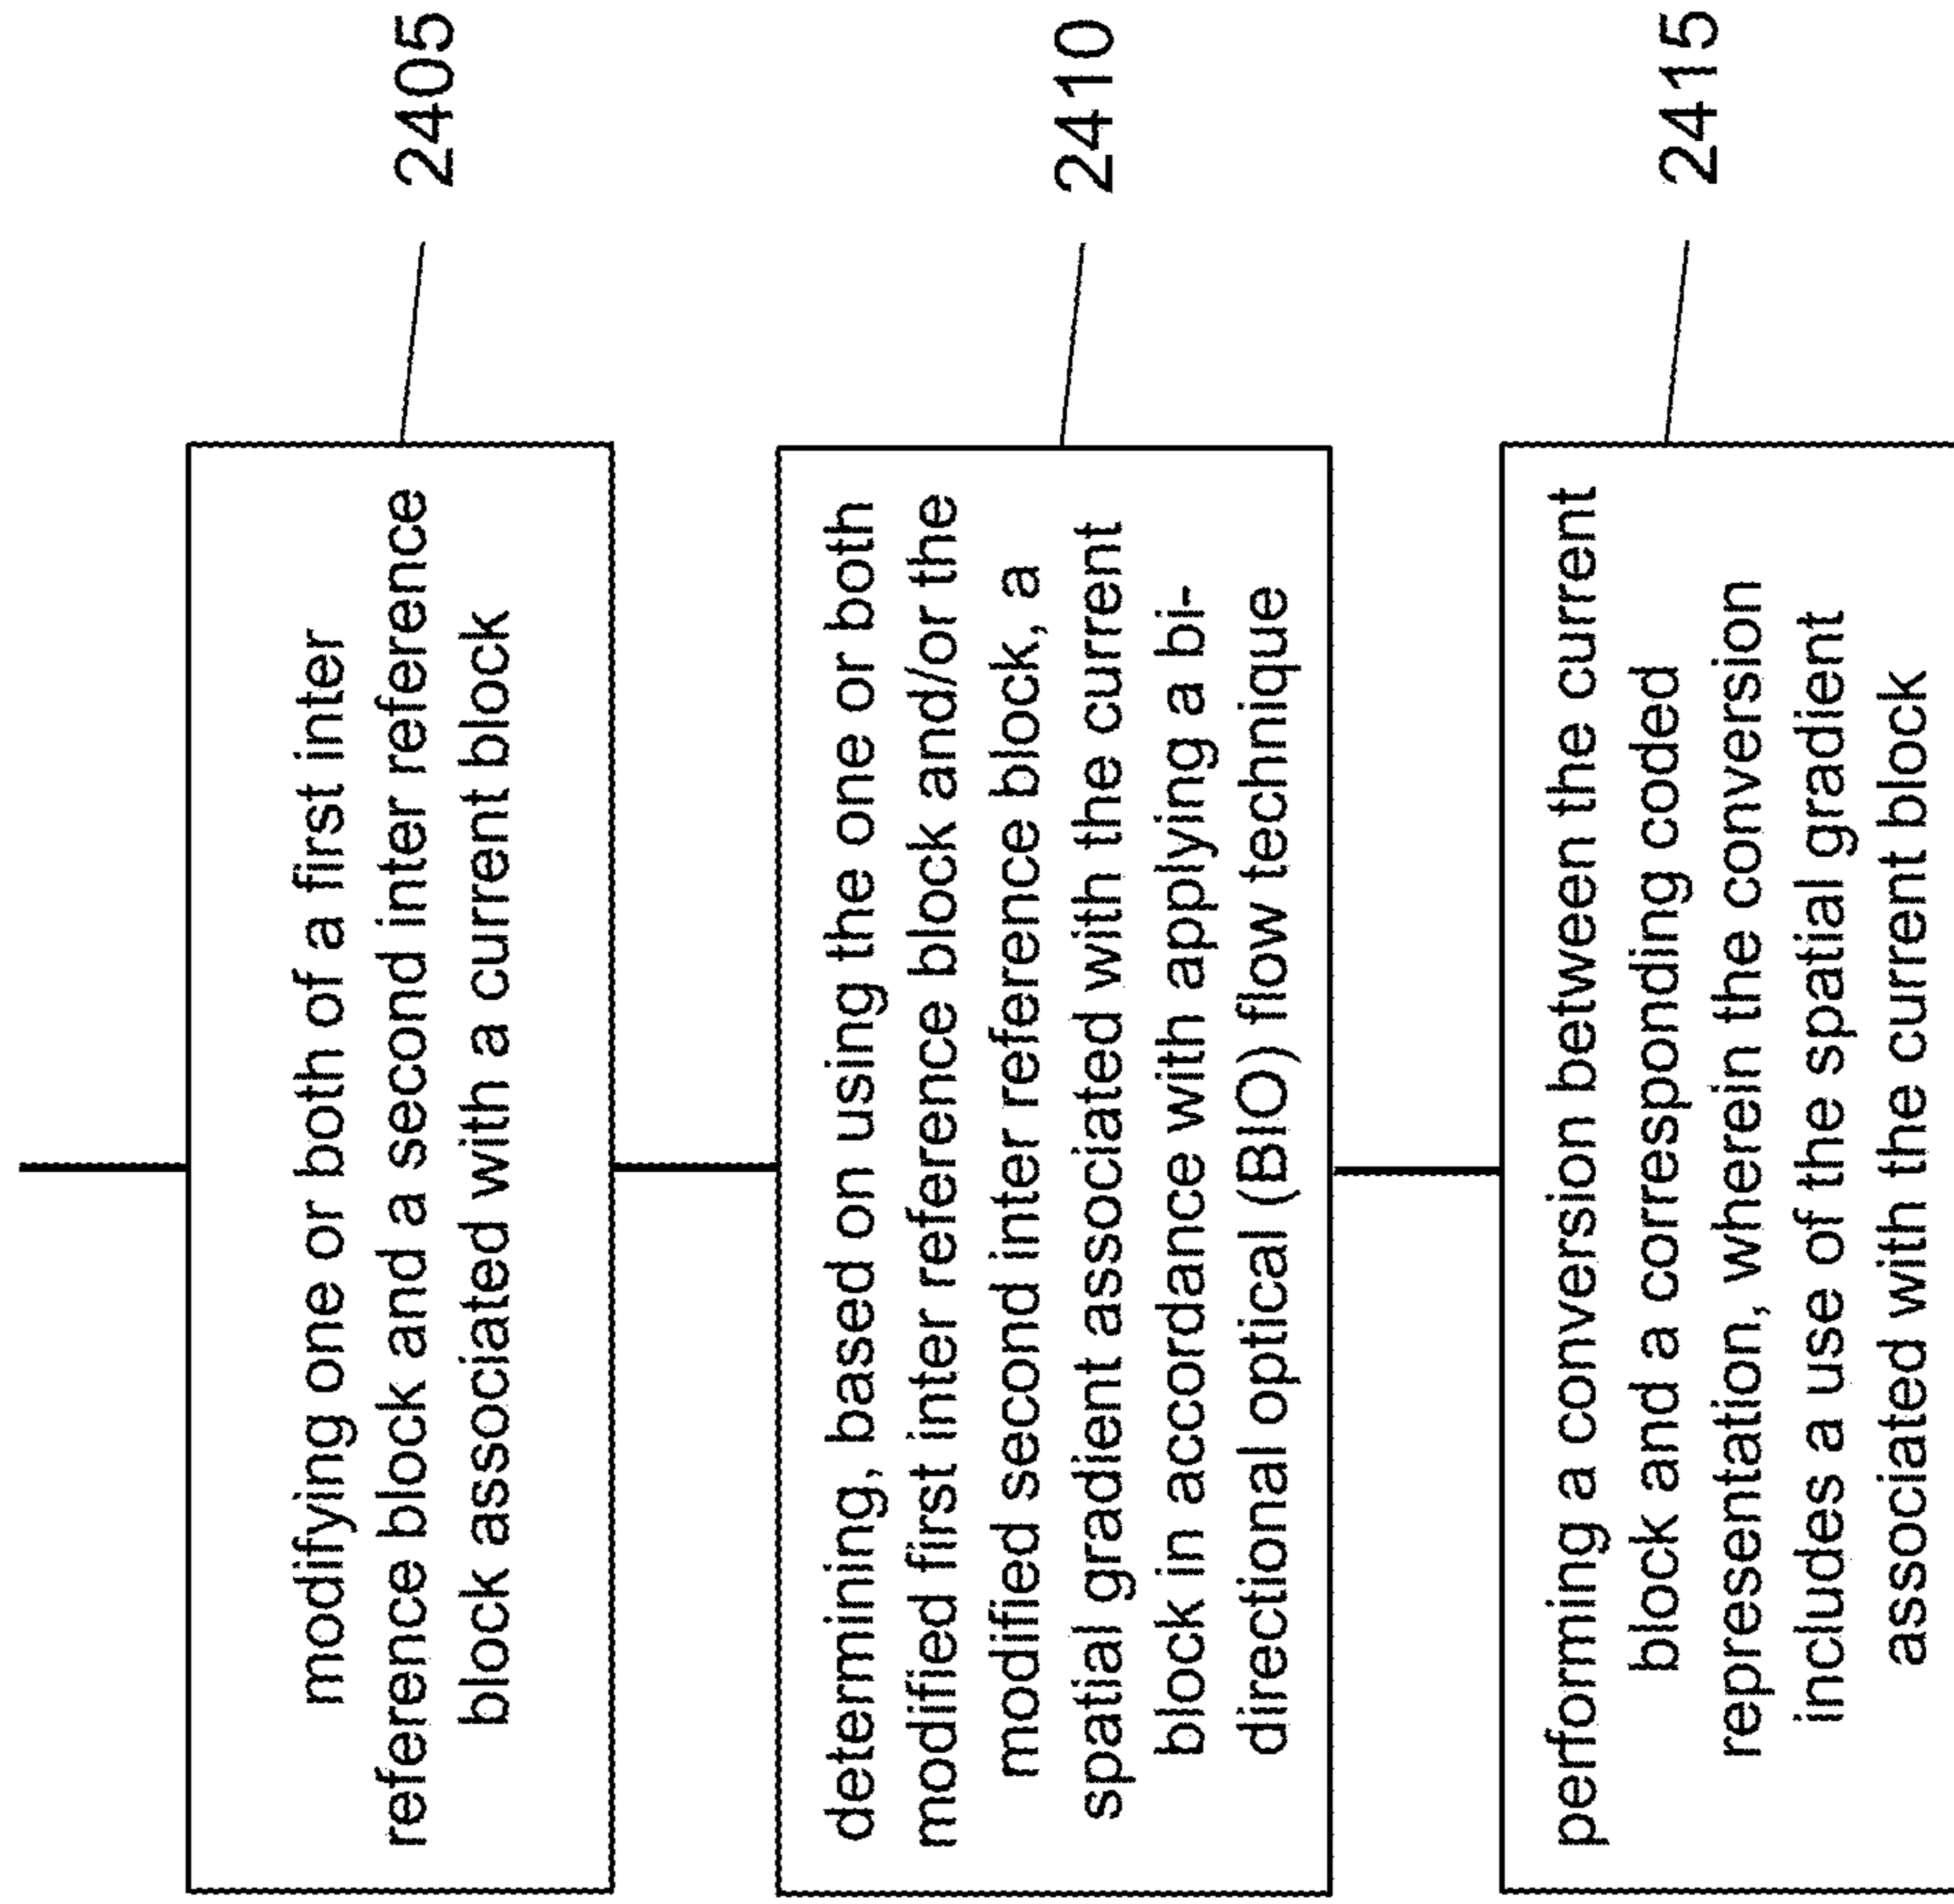 modifying one or both of a first inter
reference block and a second inter reference
block associated with a current block
2405
determining, based on using the one or both
modified first inter reference block and/or the
modified second inter reference block, a
spatial gradient associated with the current
block in accordance with applying a bi-
directional optical (BIO) flow technique
2410
performing a conversion between the current
block and a corresponding coded
representation, wherein the conversion
includes a use of the spatial gradient
associated with the current block
2415